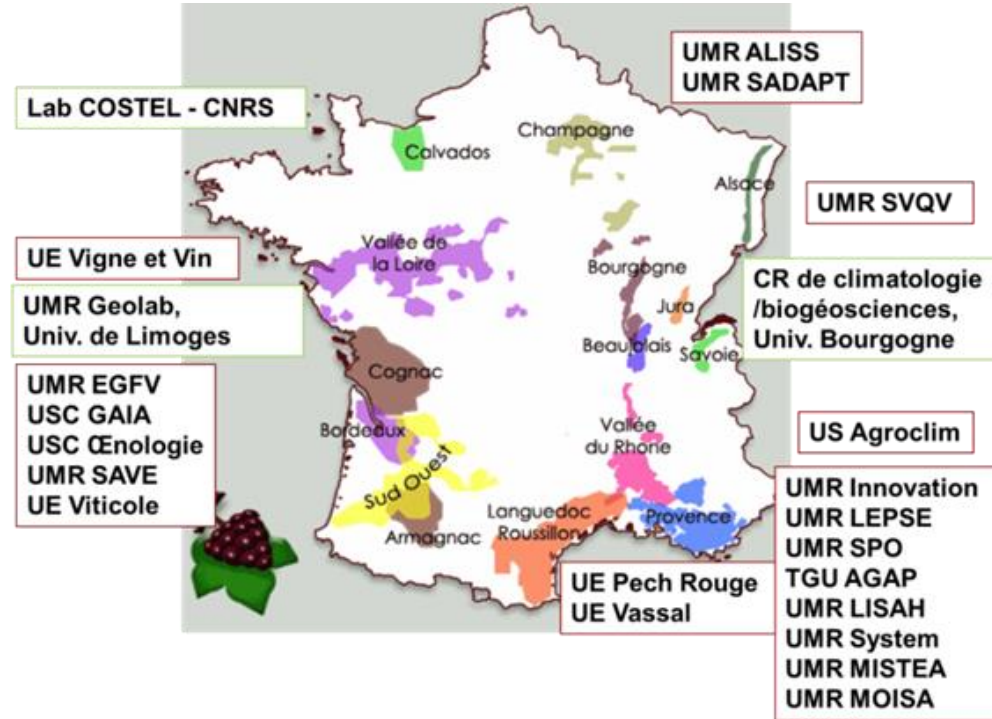 UMR ALISS
UMR SADAPT
Lab COSTEL - CNRS
Champagne
Calvados
Alsace
UMR SVQV
Vallée de
la Loire
UE Vigne et Vin
Bourgogne
CR de climatologie
/biogéosciences,
Univ. Bourgogne
UMR Geolab,
Univ. de Limoges
Jura
Beaujolais
Savoie
Cognac
UMR EGFV
USC GAIA
USC Œnologie
UMR SAVE
UE Viticole
Bordeaux
Vallée
du Rhone
US Agroclim
Sud Ouest
Languedoc
Roussillon
Provence
Armagnac
UMR Innovation
UMR LEPSE
UMR SPO
TGU AGAP
UMR LISAH
UMR System
UMR MISTEA
UMR MOISA
UE Pech Rouge
UE Vassal